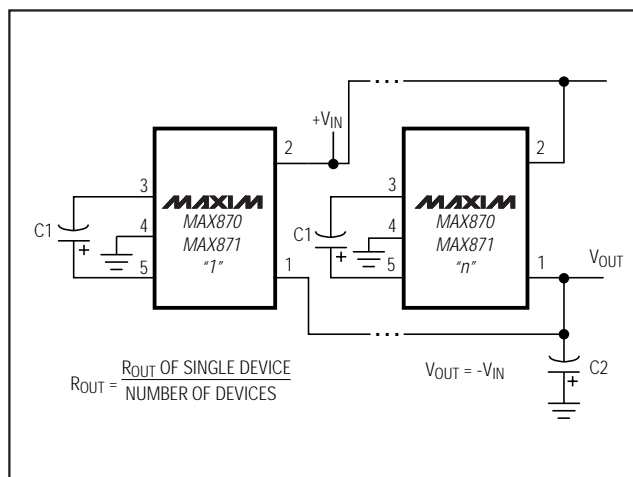 +VIN
2
2
3
MAXIM
3
MAXIM
C1
4
MAX870
C1
4
MAX870
+
MAX871
+
MAX871
5
"1"
1
5
"n"
1
VOUT
ROUT = ROUT OF SINGLE DEVICE
NUMBER OF DEVICES
VOUT = -VIN
C2
+